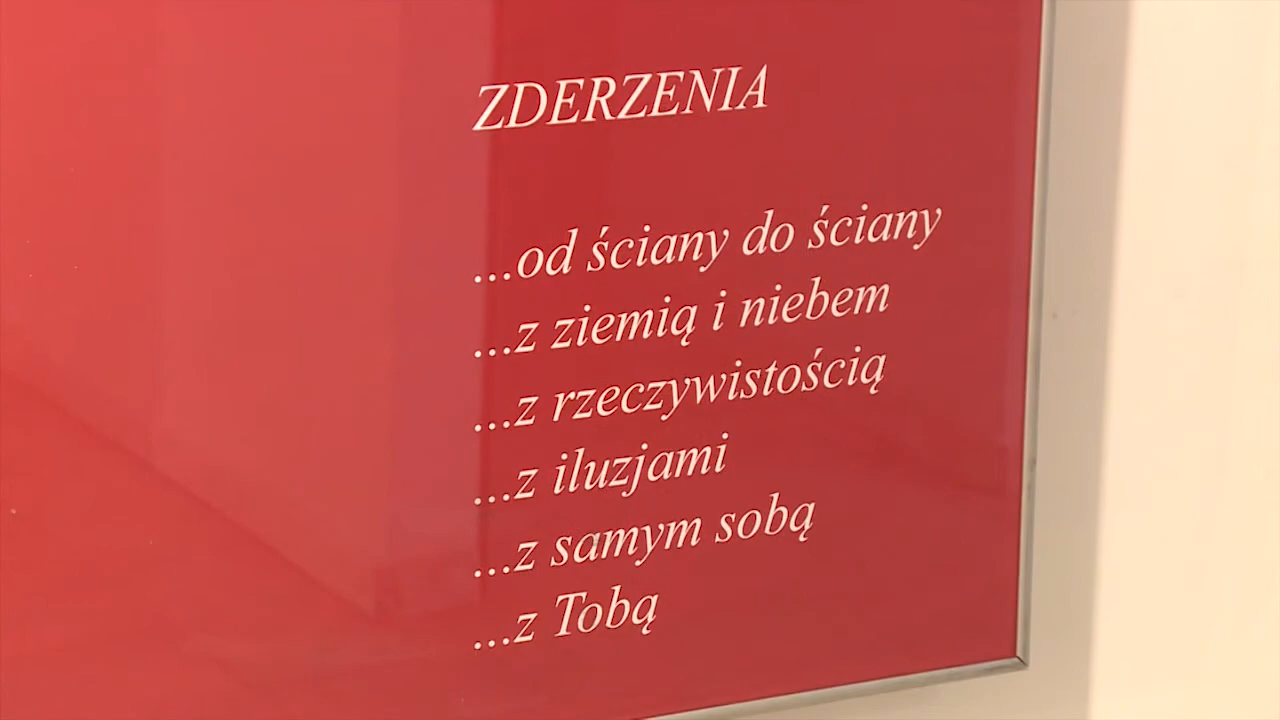 ZDERZENIA
...od ściany do ściany
...z ziemią i niebem
...z rzeczywistością
...z iluzjami
...z samym sobą
...z Tobą